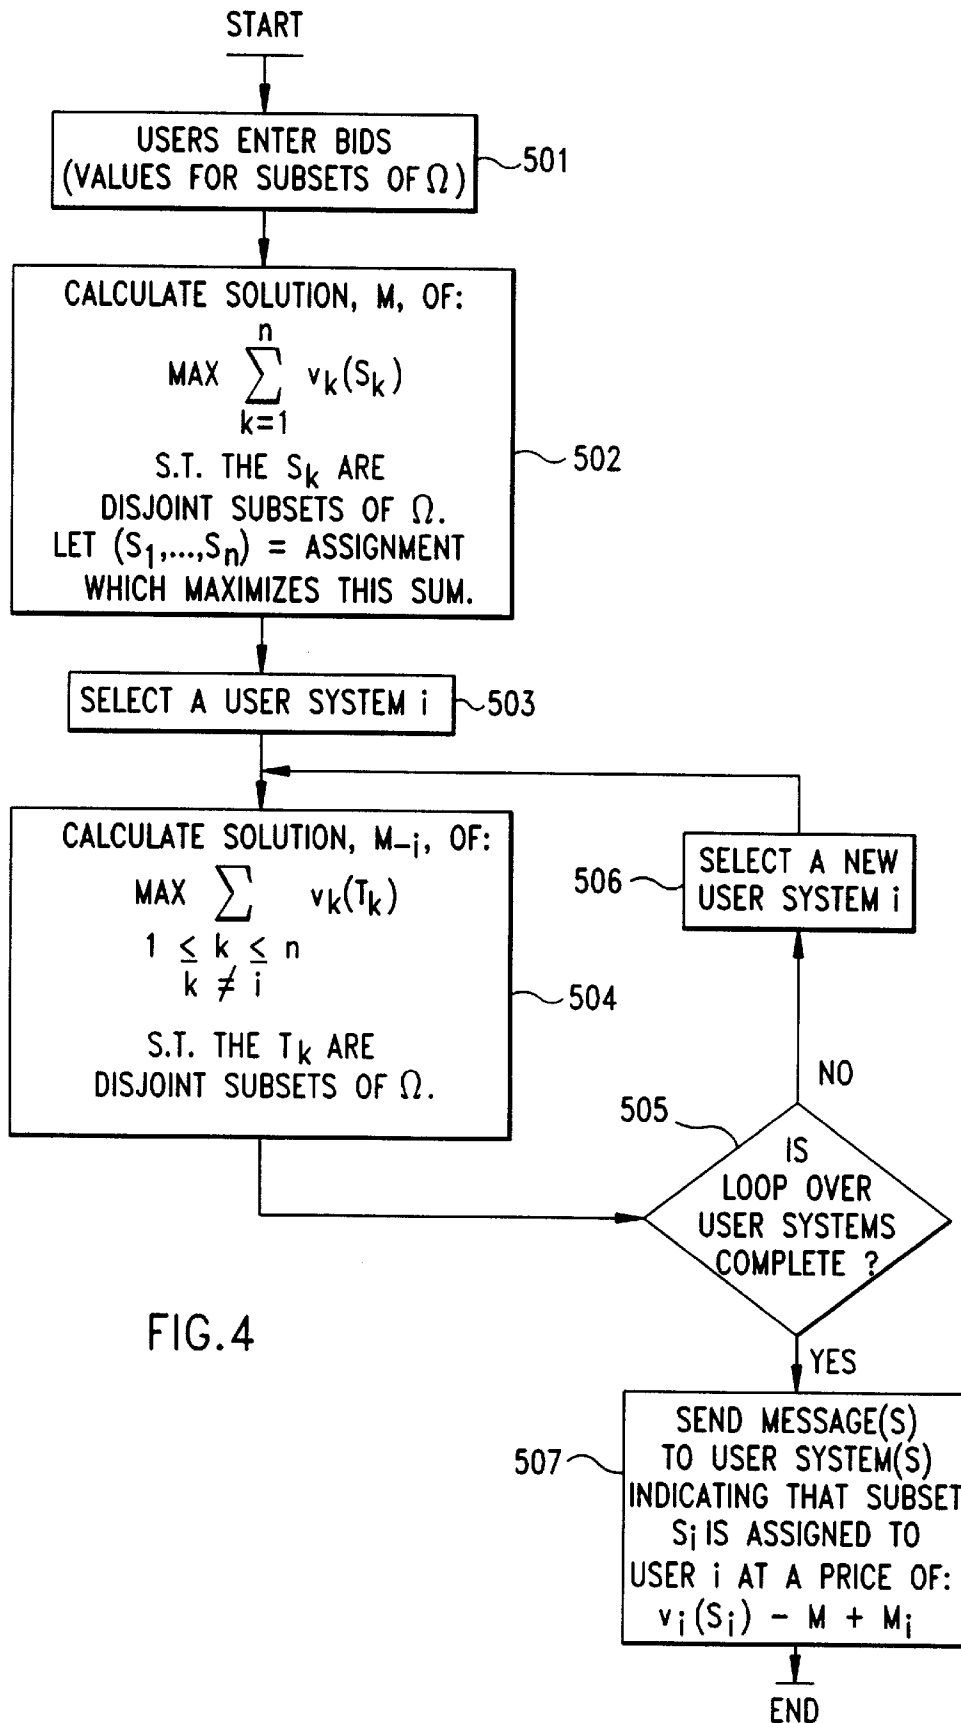 START
USERS ENTER BIDS
(VALUES FOR SUBSETS OF Ω)
501
CALCULATE SOLUTION, M, OF:
n
MAX ∑ vk(Sk)
k=1
S.T. THE Sk ARE
DISJOINT SUBSETS OF Ω.
LET (S1,...,Sn) = ASSIGNMENT
WHICH MAXIMIZES THIS SUM.
502
SELECT A USER SYSTEM i
503
CALCULATE SOLUTION, M–i, OF:
MAX ∑ vk(Tk)
1 ≤ k ≤ n
k ≠ i
S.T. THE Tk ARE
DISJOINT SUBSETS OF Ω.
504
SELECT A NEW
USER SYSTEM i
506
NO
505
IS
LOOP OVER
USER SYSTEMS
COMPLETE ?
YES
SEND MESSAGE(S)
TO USER SYSTEM(S)
INDICATING THAT SUBSET
Si IS ASSIGNED TO
USER i AT A PRICE OF:
vi(Si) – M + Mi
507
END
FIG.4